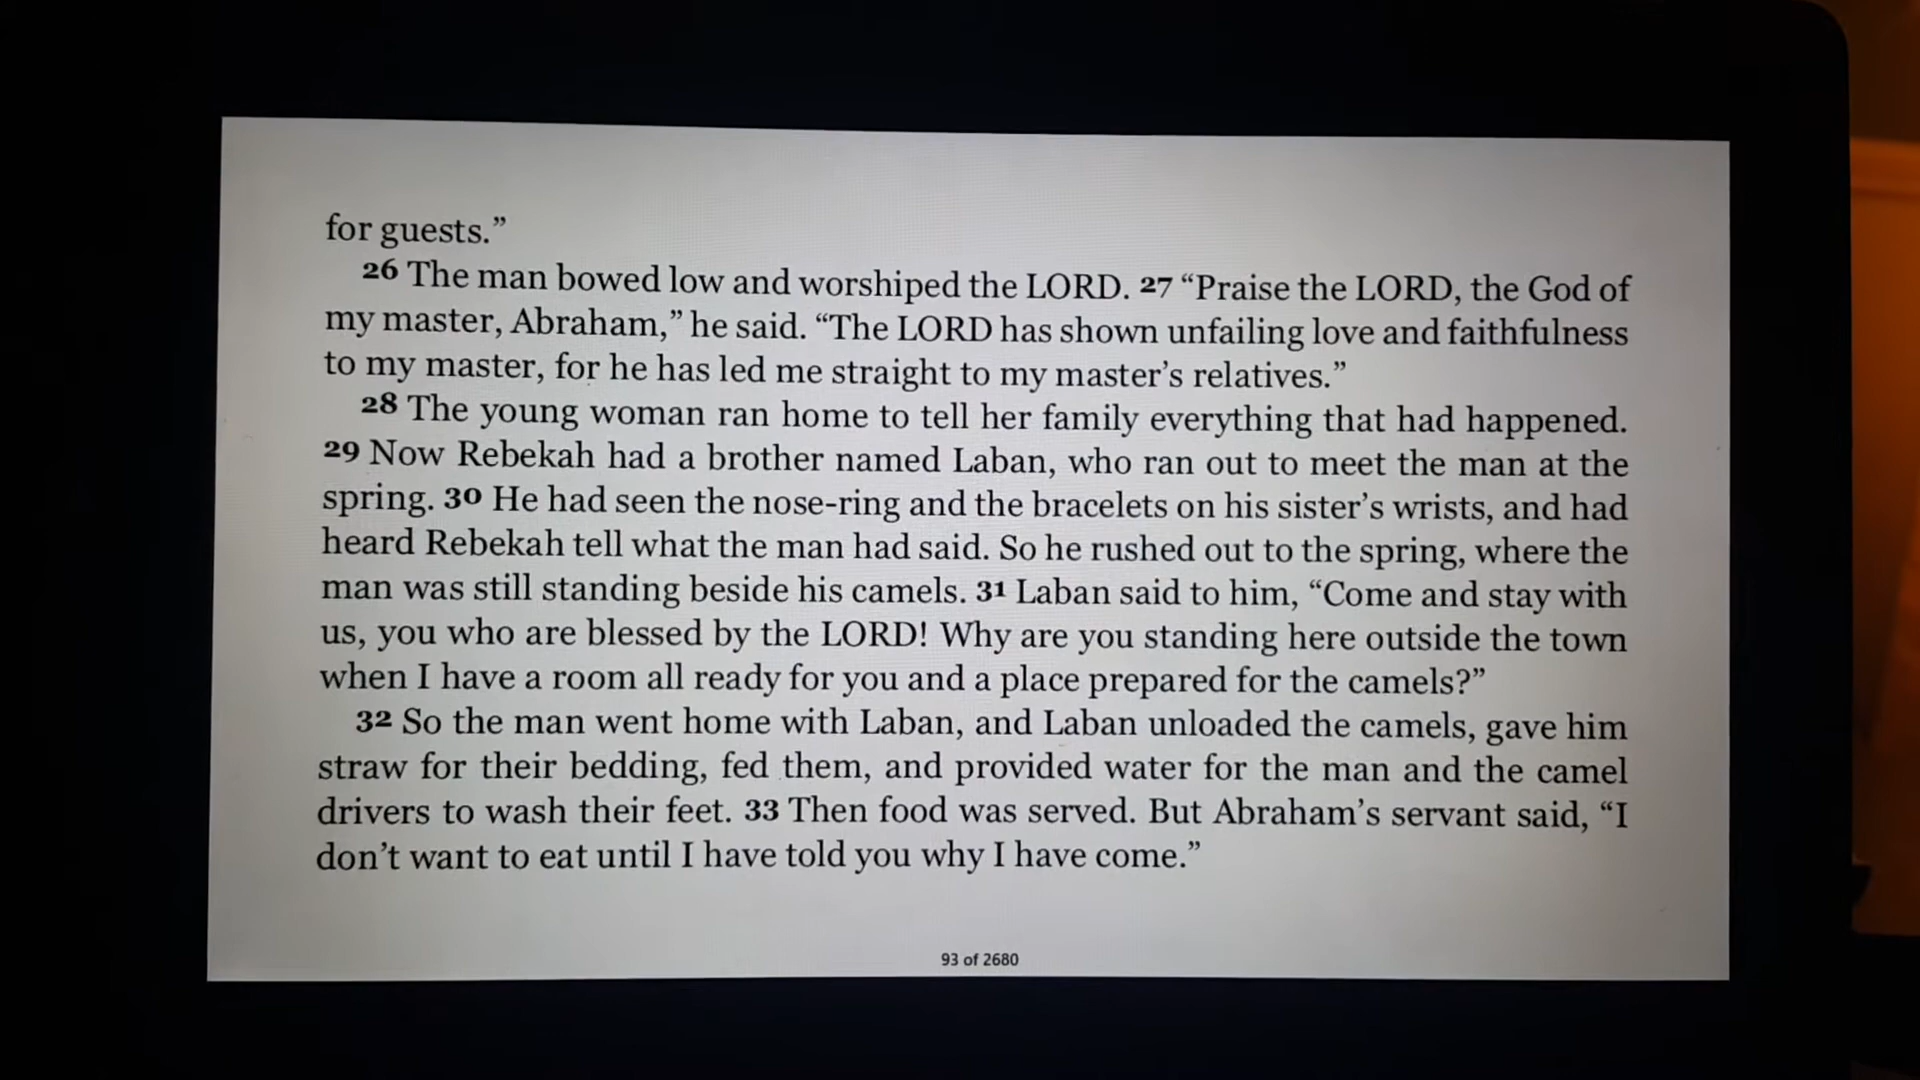 for guests.”
26 The man bowed low and worshiped the LORD. 27 “Praise the LORD, the God of
my master, Abraham,” he said. “The LORD has shown unfailing love and faithfulness
to my master, for he has led me straight to my master’s relatives.”
28 The young woman ran home to tell her family everything that had happened.
29 Now Rebekah had a brother named Laban, who ran out to meet the man at the
spring. 30 He had seen the nose-ring and the bracelets on his sister’s wrists, and had
heard Rebekah tell what the man had said. So he rushed out to the spring, where the
man was still standing beside his camels. 31 Laban said to him, “Come and stay with
us, you who are blessed by the LORD! Why are you standing here outside the town
when I have a room all ready for you and a place prepared for the camels?”
32 So the man went home with Laban, and Laban unloaded the camels, gave him
straw for their bedding, fed them, and provided water for the man and the camel
drivers to wash their feet. 33 Then food was served. But Abraham’s servant said, “I
don’t want to eat until I have told you why I have come.”
93 of 2680